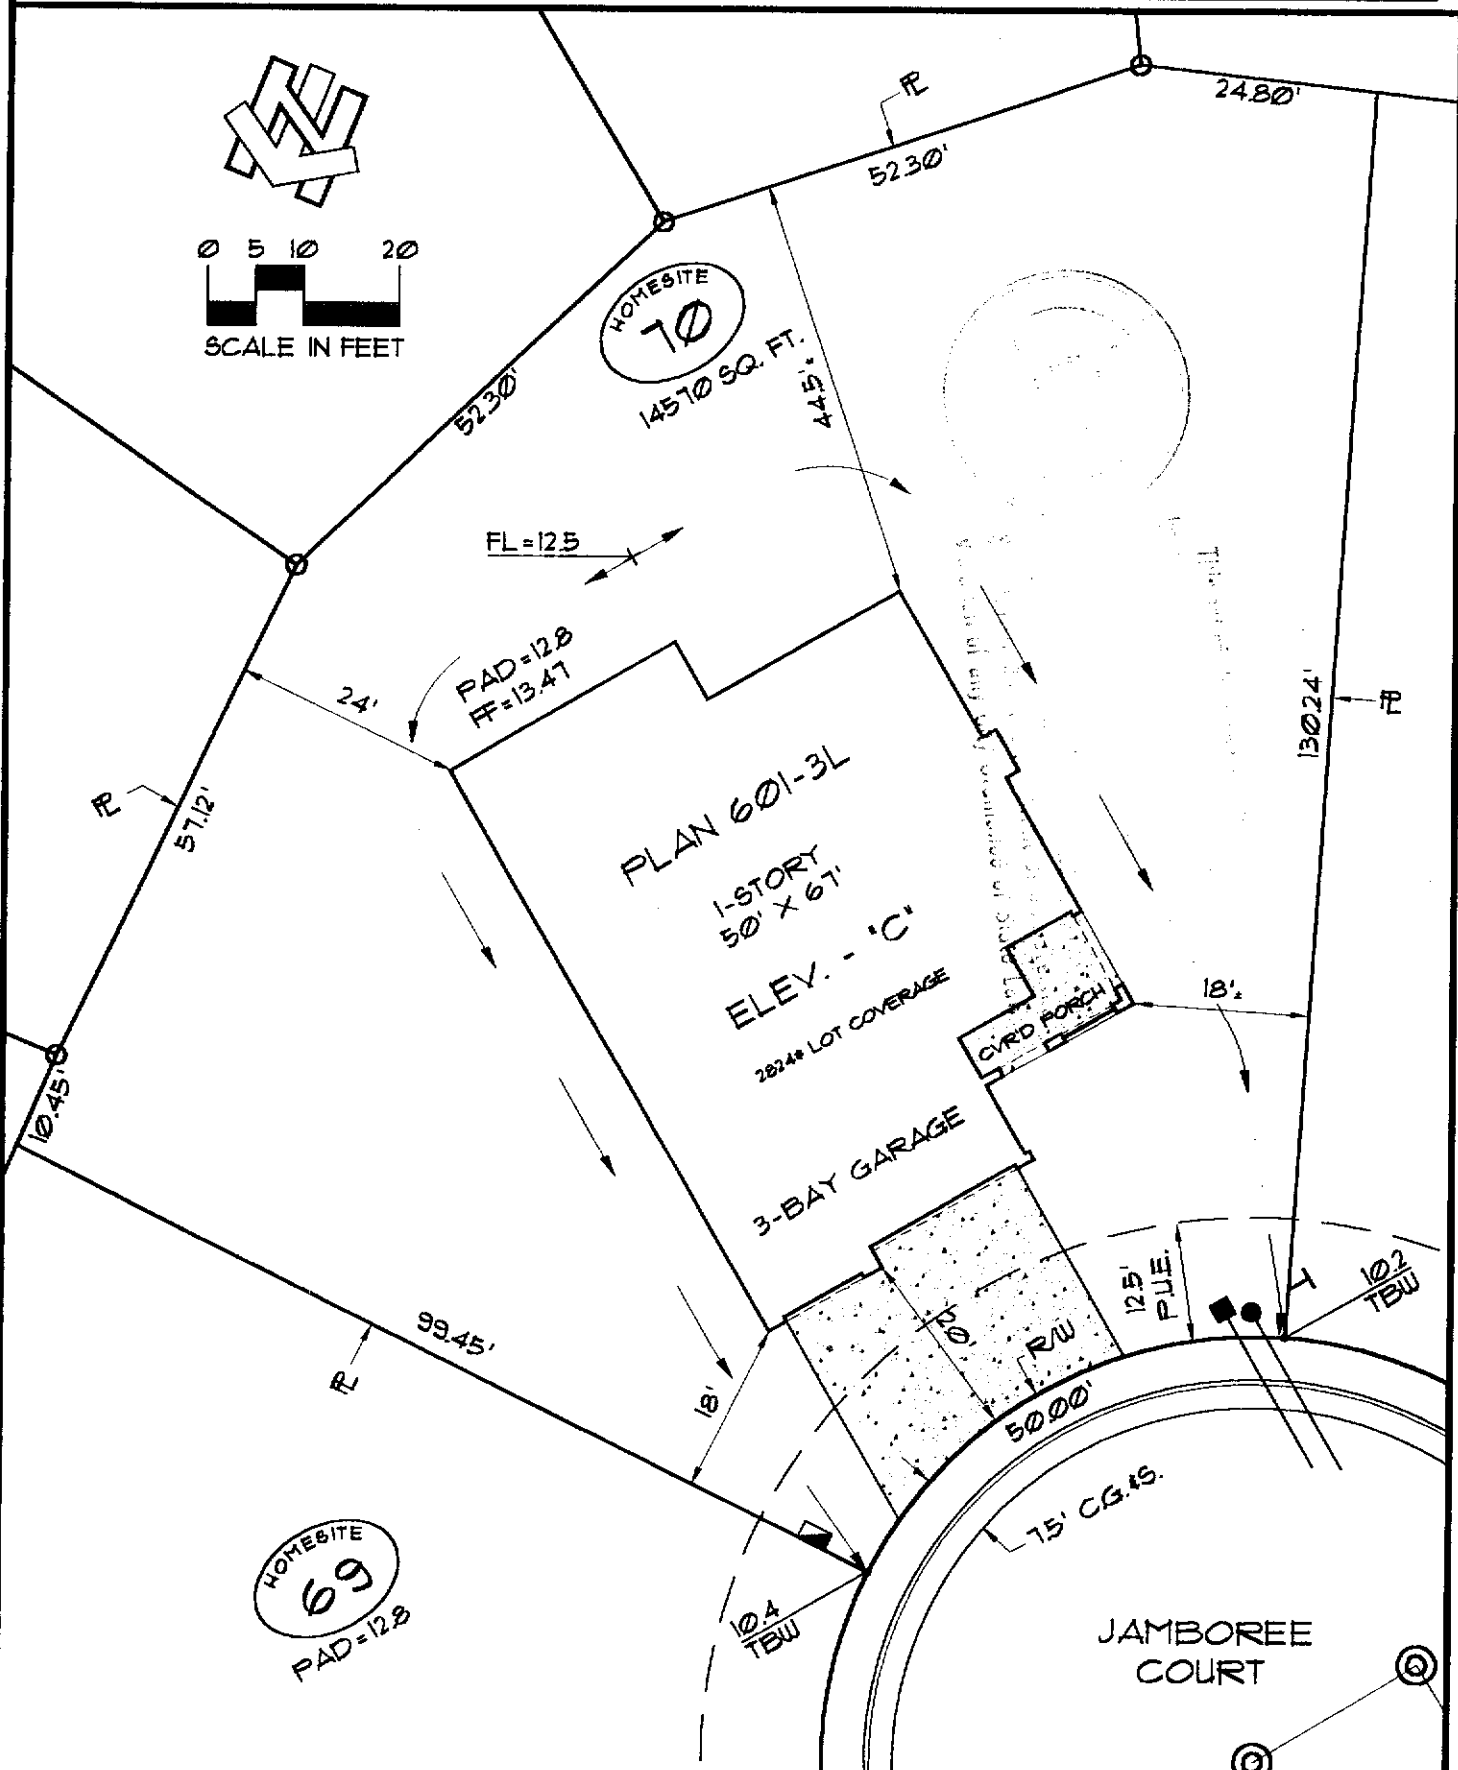 24.80'
PL
52.30'
0 5 10 20
SCALE IN FEET
HOMESITE
70
14570 SQ. FT.
52.30'
44.5'±
FL=12.5
PAD=12.8
FF=13.47
24'
130.24'
PL
PL
57.12'
PLAN 601-3L
1-STORY
50' X 67'
ELEV. - "C"
2824# LOT COVERAGE
CVR'D PORCH
18'±
10.45'
3-BAY GARAGE
99.45'
PL
18'
20'
R/W
50.00'
12.5'
P.U.E.
10.2
TBW
7.5' C.G.&S.
HOMESITE
69
PAD=12.8
10.4
TBW
JAMBOREE
COURT